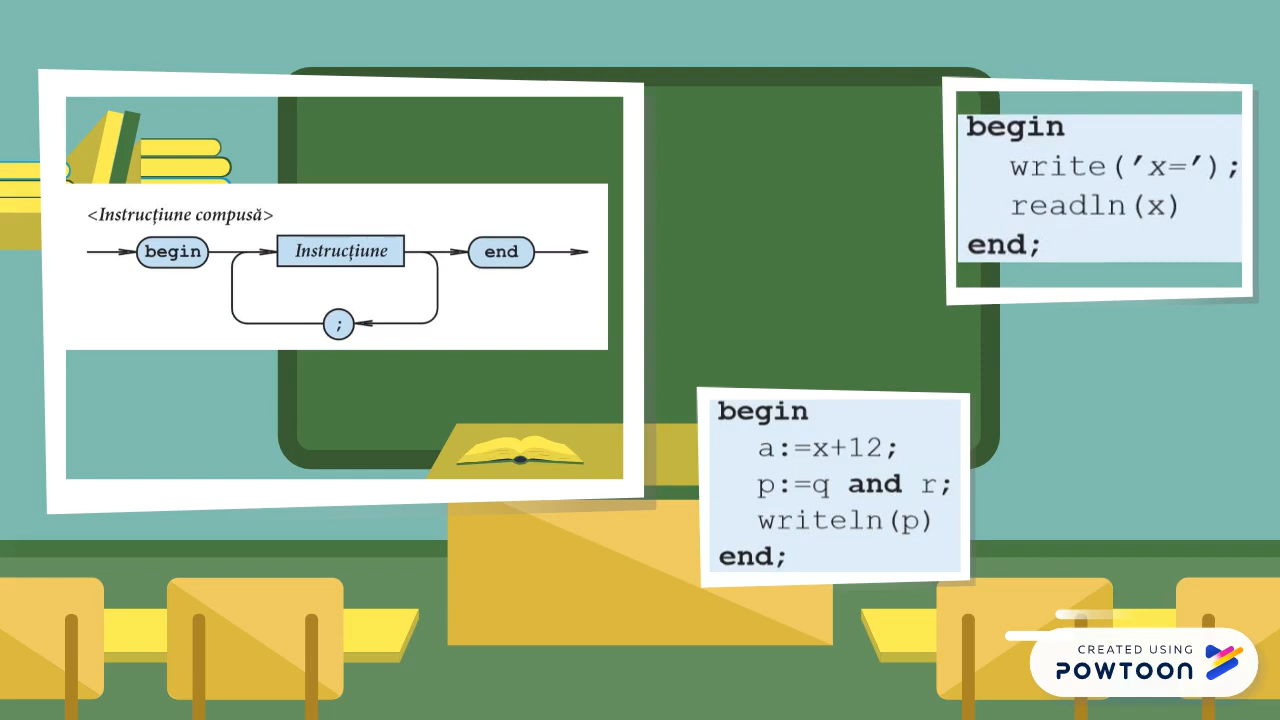 <Instrucțiune compusă>
begin Instrucțiune end
;
begin
write('x=');
readln(x)
end;
begin
a:=x+12;
p:=q and r;
writeln(p)
end;
CREATED USING
POWTOON